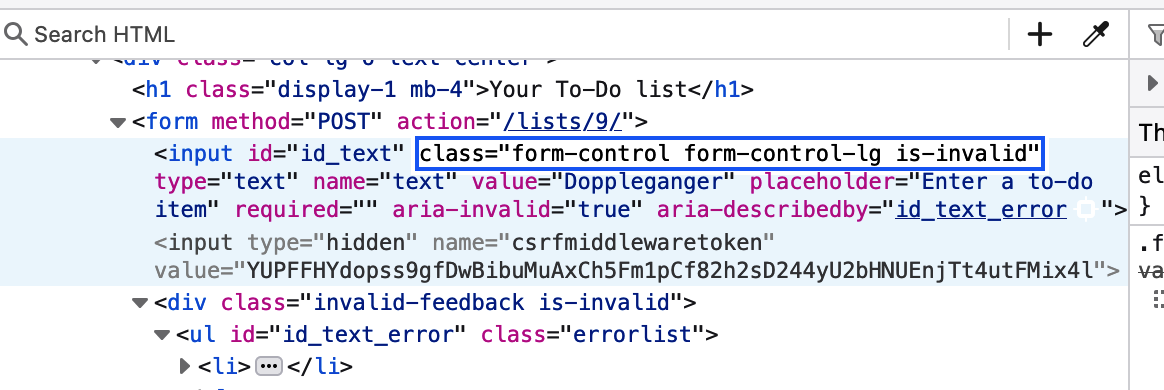 Search HTML
<div class="col-lg-6 text-center">
<h1 class="display-1 mb-4">Your To-Do list</h1>
<form method="POST" action="/lists/9/">
<input id="id_text" class="form-control form-control-lg is-invalid"
type="text" name="text" value="Doppleganger" placeholder="Enter a to-do
item" required="" aria-invalid="true" aria-describedby="id_text_error">
<input type="hidden" name="csrfmiddlewaretoken"
value="YUPFFHYdopss9gfDwBibuMuAxCh5Fm1pCf82h2sD244yU2bHNUEnjTt4utFMix4l">
<div class="invalid-feedback is-invalid">
<ul id="id_text_error" class="errorlist">
<li>…</li>
Th
el
}
.f
va